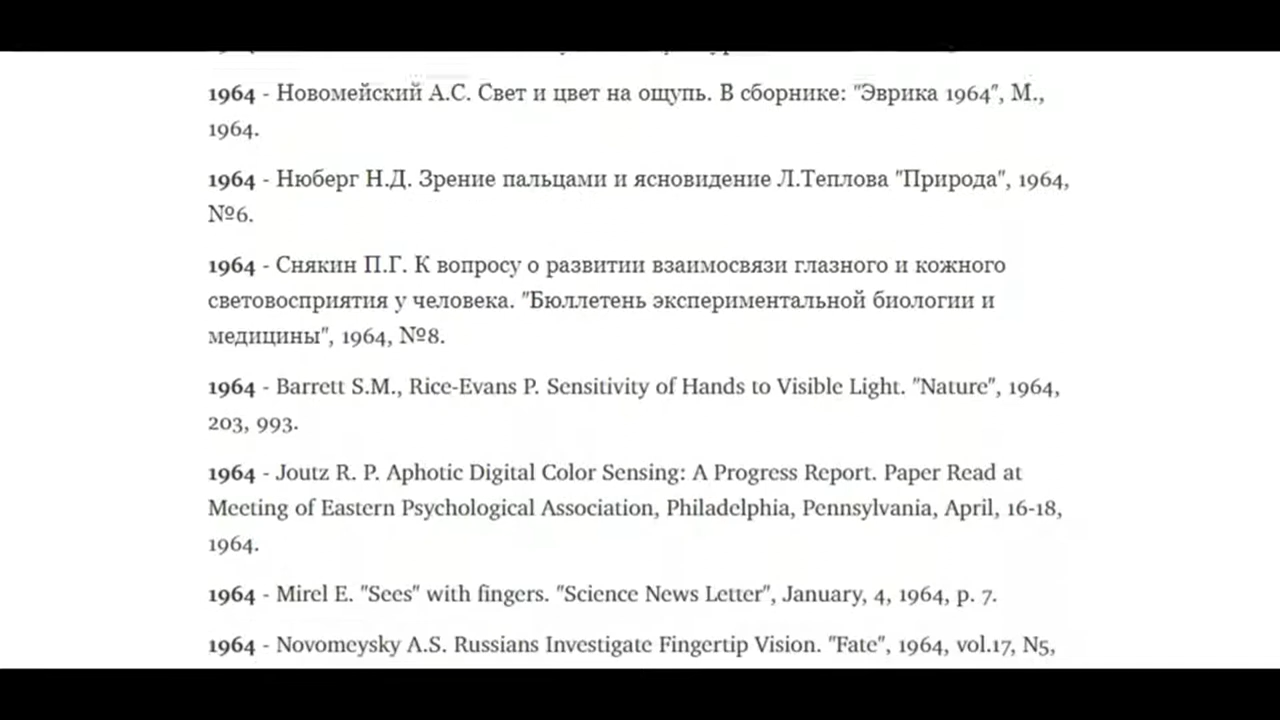 1964 - Новомейский А.С. Свет и цвет на ощупь. В сборнике: "Эврика 1964", М.,
1964.
1964 - Нюберг Н.Д. Зрение пальцами и ясновидение Л.Теплова "Природа", 1964,
№6.
1964 - Снякин П.Г. К вопросу о развитии взаимосвязи глазного и кожного
световосприятия у человека. "Бюллетень экспериментальной биологии и
медицины", 1964, №8.
1964 - Barrett S.M., Rice-Evans P. Sensitivity of Hands to Visible Light. "Nature", 1964,
203, 993.
1964 - Joutz R. P. Aphotic Digital Color Sensing: A Progress Report. Paper Read at
Meeting of Eastern Psychological Association, Philadelphia, Pennsylvania, April, 16-18,
1964.
1964 - Mirel E. "Sees" with fingers. "Science News Letter", January, 4, 1964, p. 7.
1964 - Novomeysky A.S. Russians Investigate Fingertip Vision. "Fate", 1964, vol.17, N5,